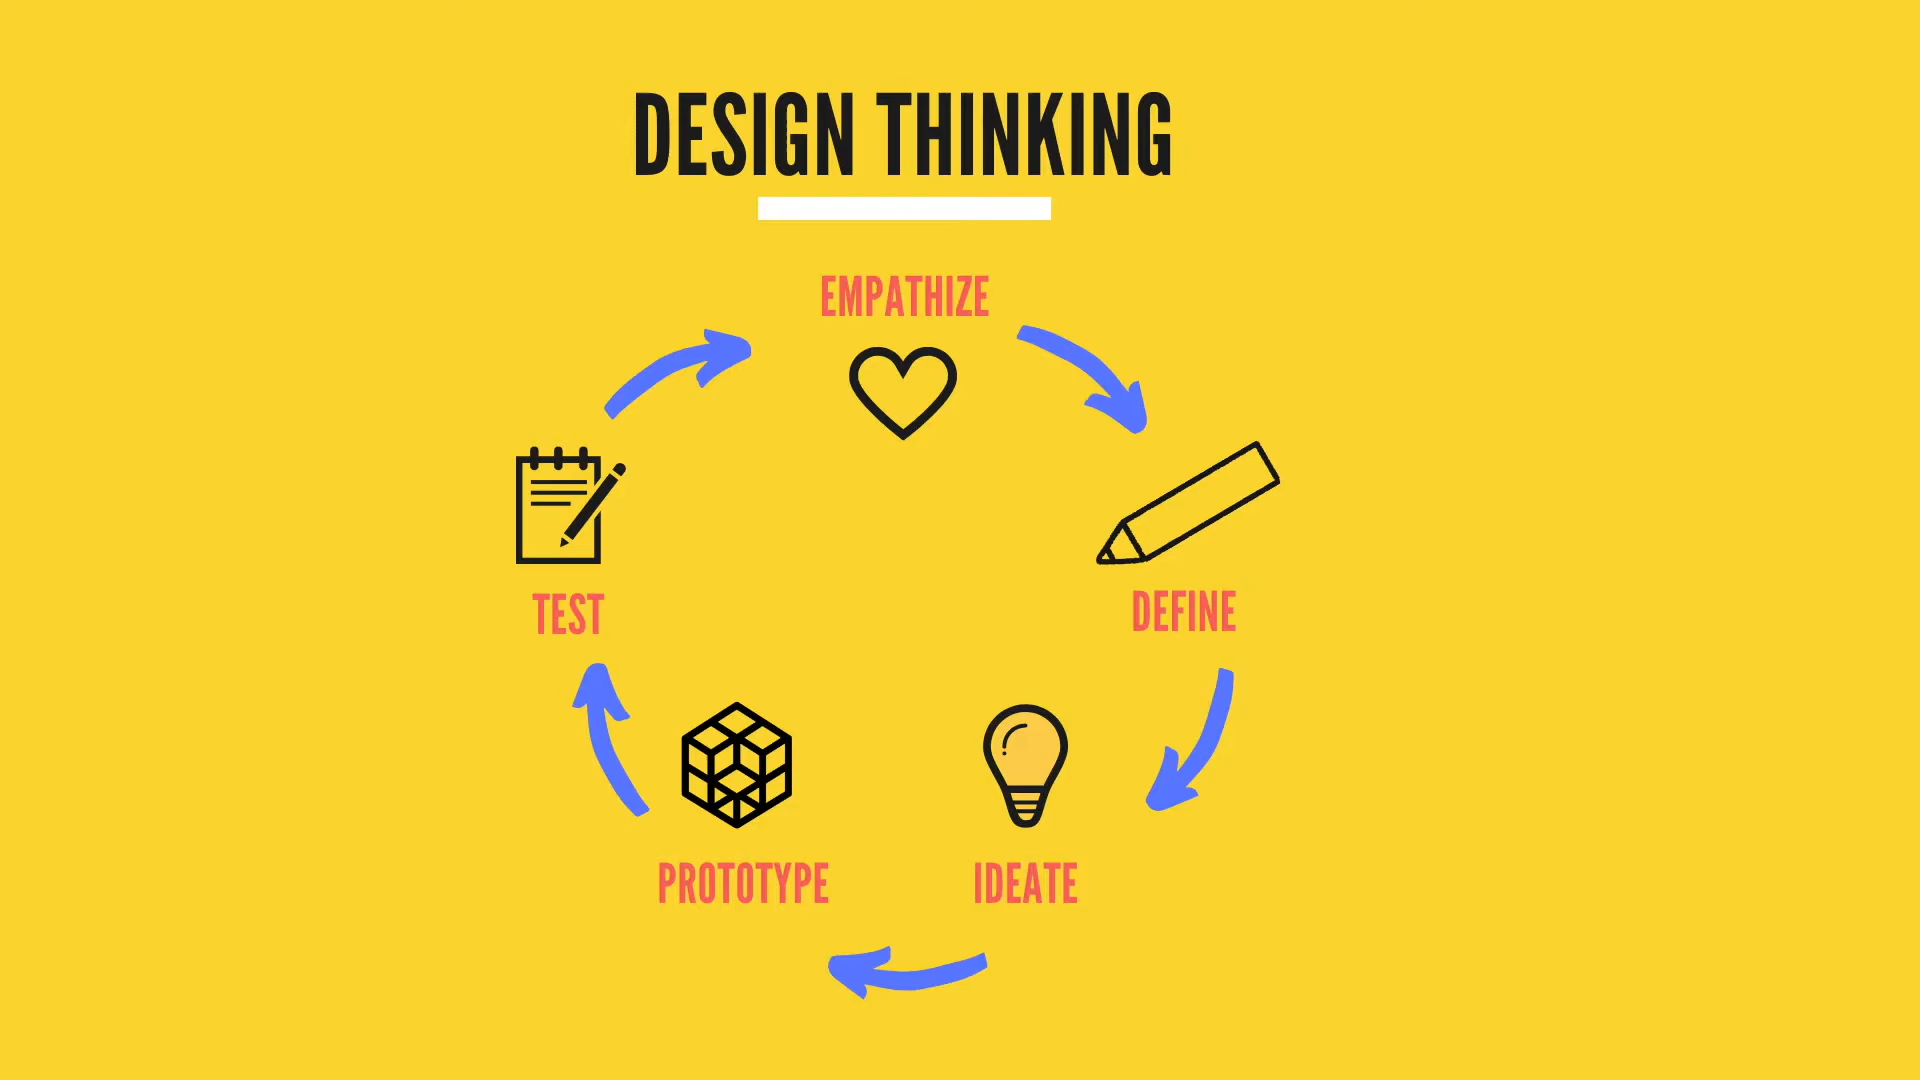 DESIGN THINKING
EMPATHIZE
DEFINE
IDEATE
PROTOTYPE
TEST